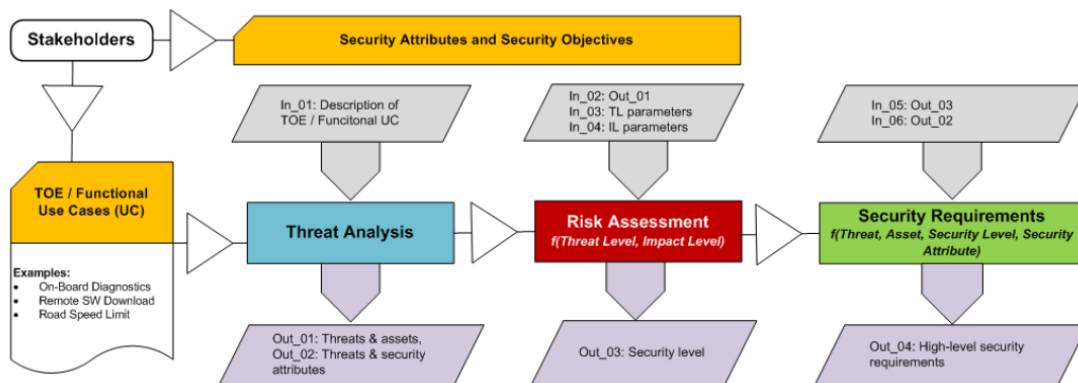 Stakeholders
Security Attributes and Security Objectives
In_01: Description of
TOE / Funcitonal UC
In_02: Out_01
In_03: TL parameters
In_04: IL parameters
In_05: Out_03
In_06: Out_02
TOE / Functional
Use Cases (UC)
Threat Analysis
Risk Assessment
f(Threat Level, Impact Level)
Security Requirements
f(Threat, Asset, Security Level, Security
Attribute)
Examples:
• On-Board Diagnostics
• Remote SW Download
• Road Speed Limit
Out_01: Threats & assets,
Out_02: Threats & security
attributes
Out_03: Security level
Out_04: High-level security
requirements